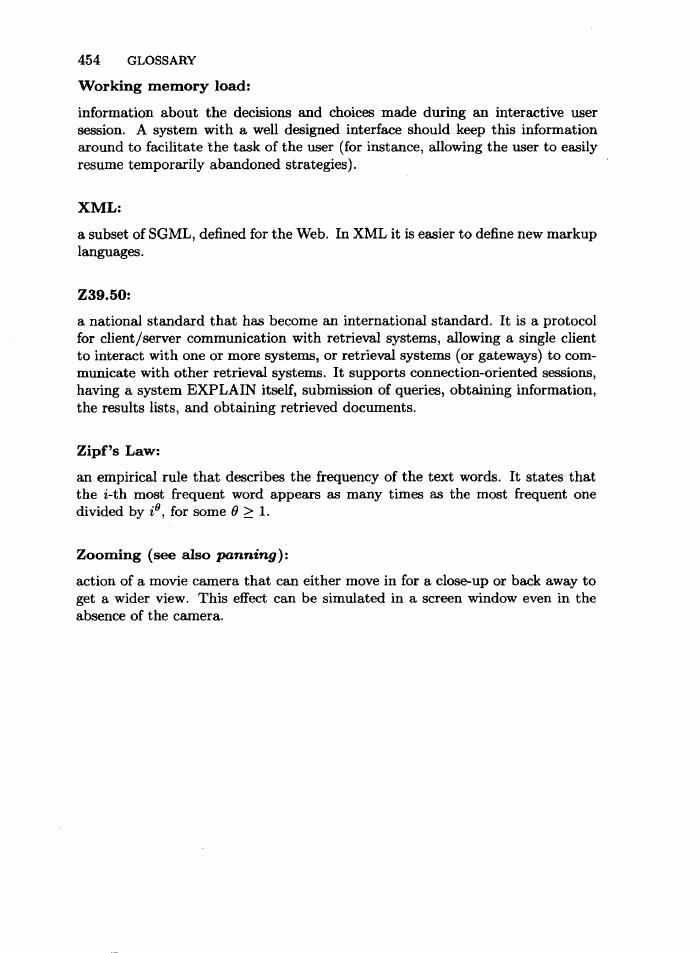 454 GLOSSARY
Working memory load:
information about the decisions and choices made during an interactive user
session. A system with a well designed interface should keep this information
around to facilitate the task of the user (for instance, allowing the user to easily
resume temporarily abandoned strategies).
XML:
a subset of SGML, defined for the Web. In XML it is easier to define new markup
languages.
Z39.50:
a national standard that has become an international standard. It is a protocol
for client/server communication with retrieval systems, allowing a single client
to interact with one or more systems, or retrieval systems (or gateways) to com-
municate with other retrieval systems. It supports connection-oriented sessions,
having a system EXPLAIN itself, submission of queries, obtaining information,
the results lists, and obtaining retrieved documents.
Zipf's Law:
an empirical rule that describes the frequency of the text words. It states that
the i-th most frequent word appears as many times as the most frequent one
divided by i^θ, for some θ ≥ 1.
Zooming (see also panning):
action of a movie camera that can either move in for a close-up or back away to
get a wider view. This effect can be simulated in a screen window even in the
absence of the camera.